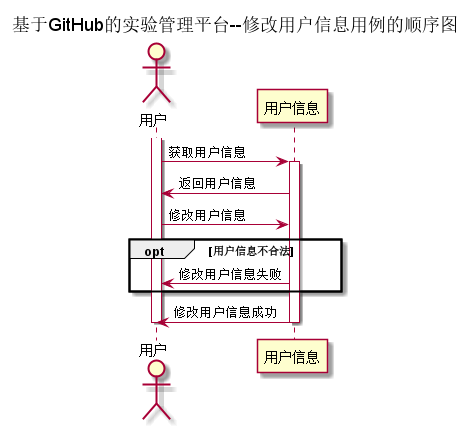 基于GitHub的实验管理平台--修改用户信息用例的顺序图
用户
用户信息
获取用户信息
返回用户信息
修改用户信息
opt [用户信息不合法]
修改用户信息失败
修改用户信息成功
用户
用户信息